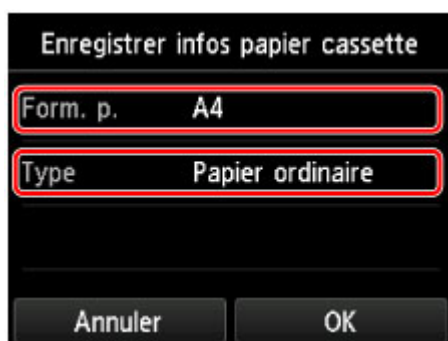 Enregistrer infos papier cassette
Form. p. A4
Type Papier ordinaire
Annuler OK